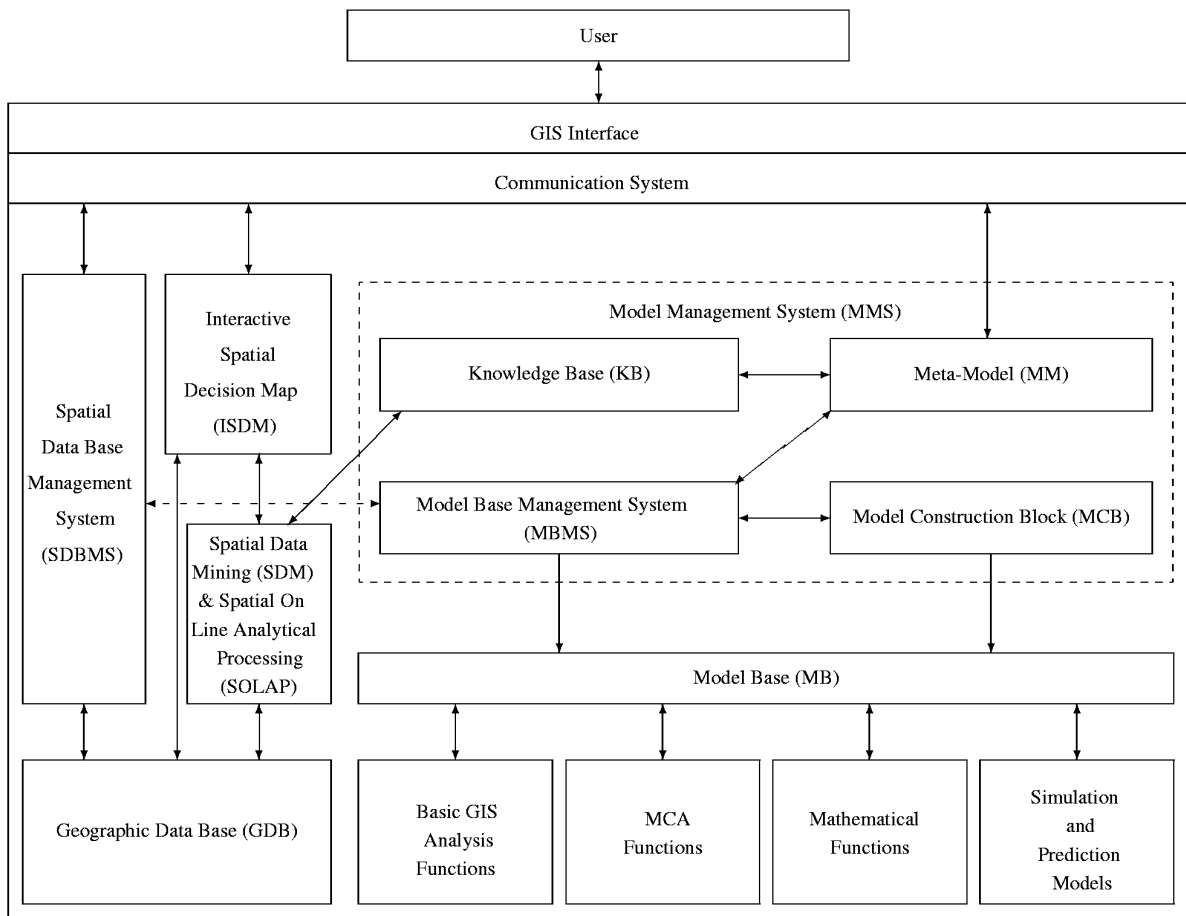 User
GIS Interface
Communication System
Spatial
Data Base
Management
System
(SDBMS)
Interactive
Spatial
Decision Map
(ISDM)
Spatial Data
Mining (SDM)
& Spatial On
Line Analytical
Processing
(SOLAP)
Geographic Data Base (GDB)
Model Management System (MMS)
Knowledge Base (KB)
Meta-Model (MM)
Model Base Management System
(MBMS)
Model Construction Block (MCB)
Model Base (MB)
Basic GIS
Analysis
Functions
MCA
Functions
Mathematical
Functions
Simulation
and
Prediction
Models